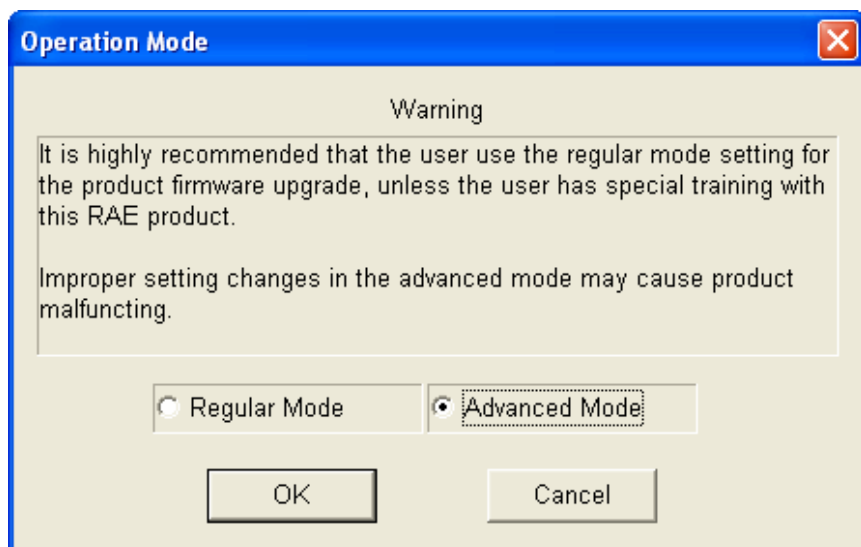 Operation Mode
Warning
It is highly recommended that the user use the regular mode setting for
the product firmware upgrade, unless the user has special training with
this RAE product.
Improper setting changes in the advanced mode may cause product
malfuncting.
Regular Mode
Advanced Mode
OK
Cancel